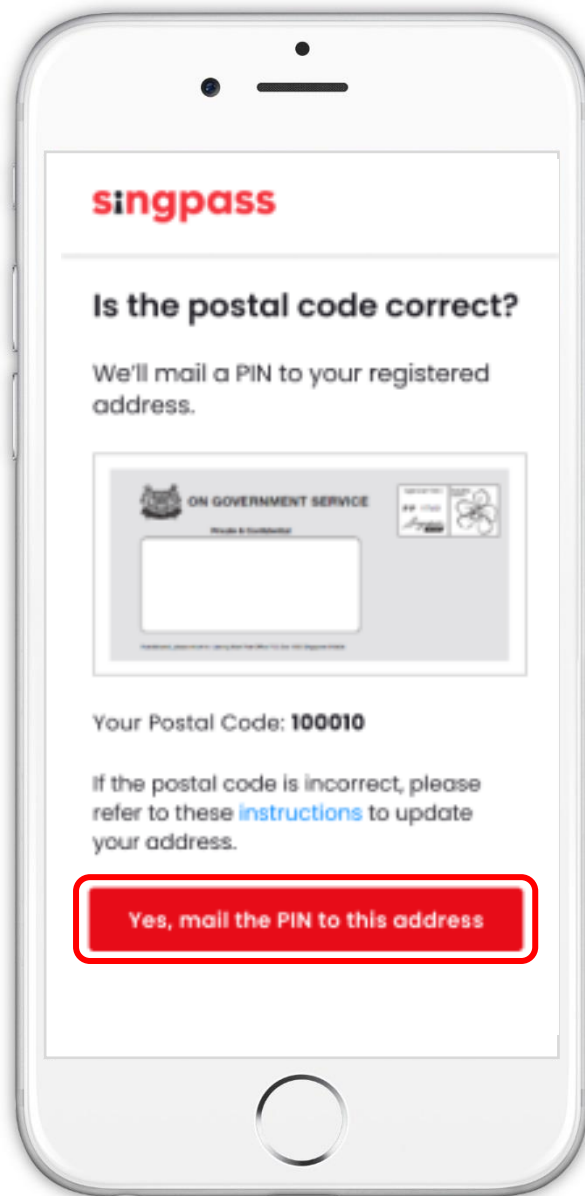 singpass
Is the postal code correct?
We'll mail a PIN to your registered
address.
ON GOVERNMENT SERVICE
Private & Confidential
Your Postal Code: 100010
If the postal code is incorrect, please
refer to these instructions to update
your address.
Yes, mail the PIN to this address